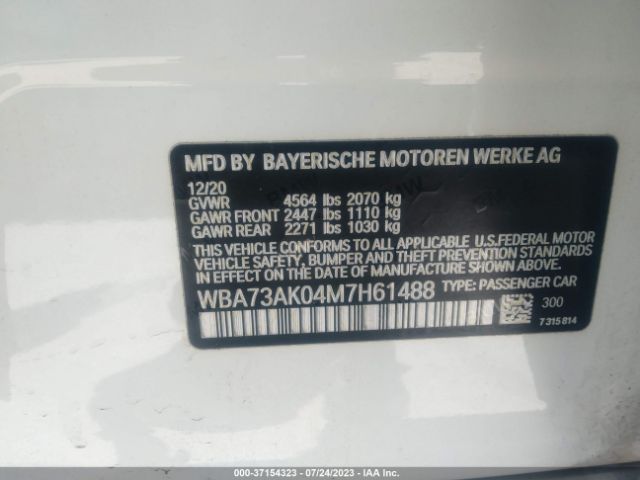 MFD BY BAYERISCHE MOTOREN WERKE AG
12/20
GVWR 4564 lbs 2070 kg
GAWR FRONT 2447 lbs 1110 kg
GAWR REAR 2271 lbs 1030 kg
THIS VEHICLE CONFORMS TO ALL APPLICABLE U.S.FEDERAL MOTOR
VEHICLE SAFETY, BUMPER AND THEFT PREVENTION STANDARDS
IN EFFECT ON THE DATE OF MANUFACTURE SHOWN ABOVE.
WBA73AK04M7H61488 TYPE: PASSENGER CAR
300
7315814
000-37154323 / 07/24/2023 - IAA Inc.